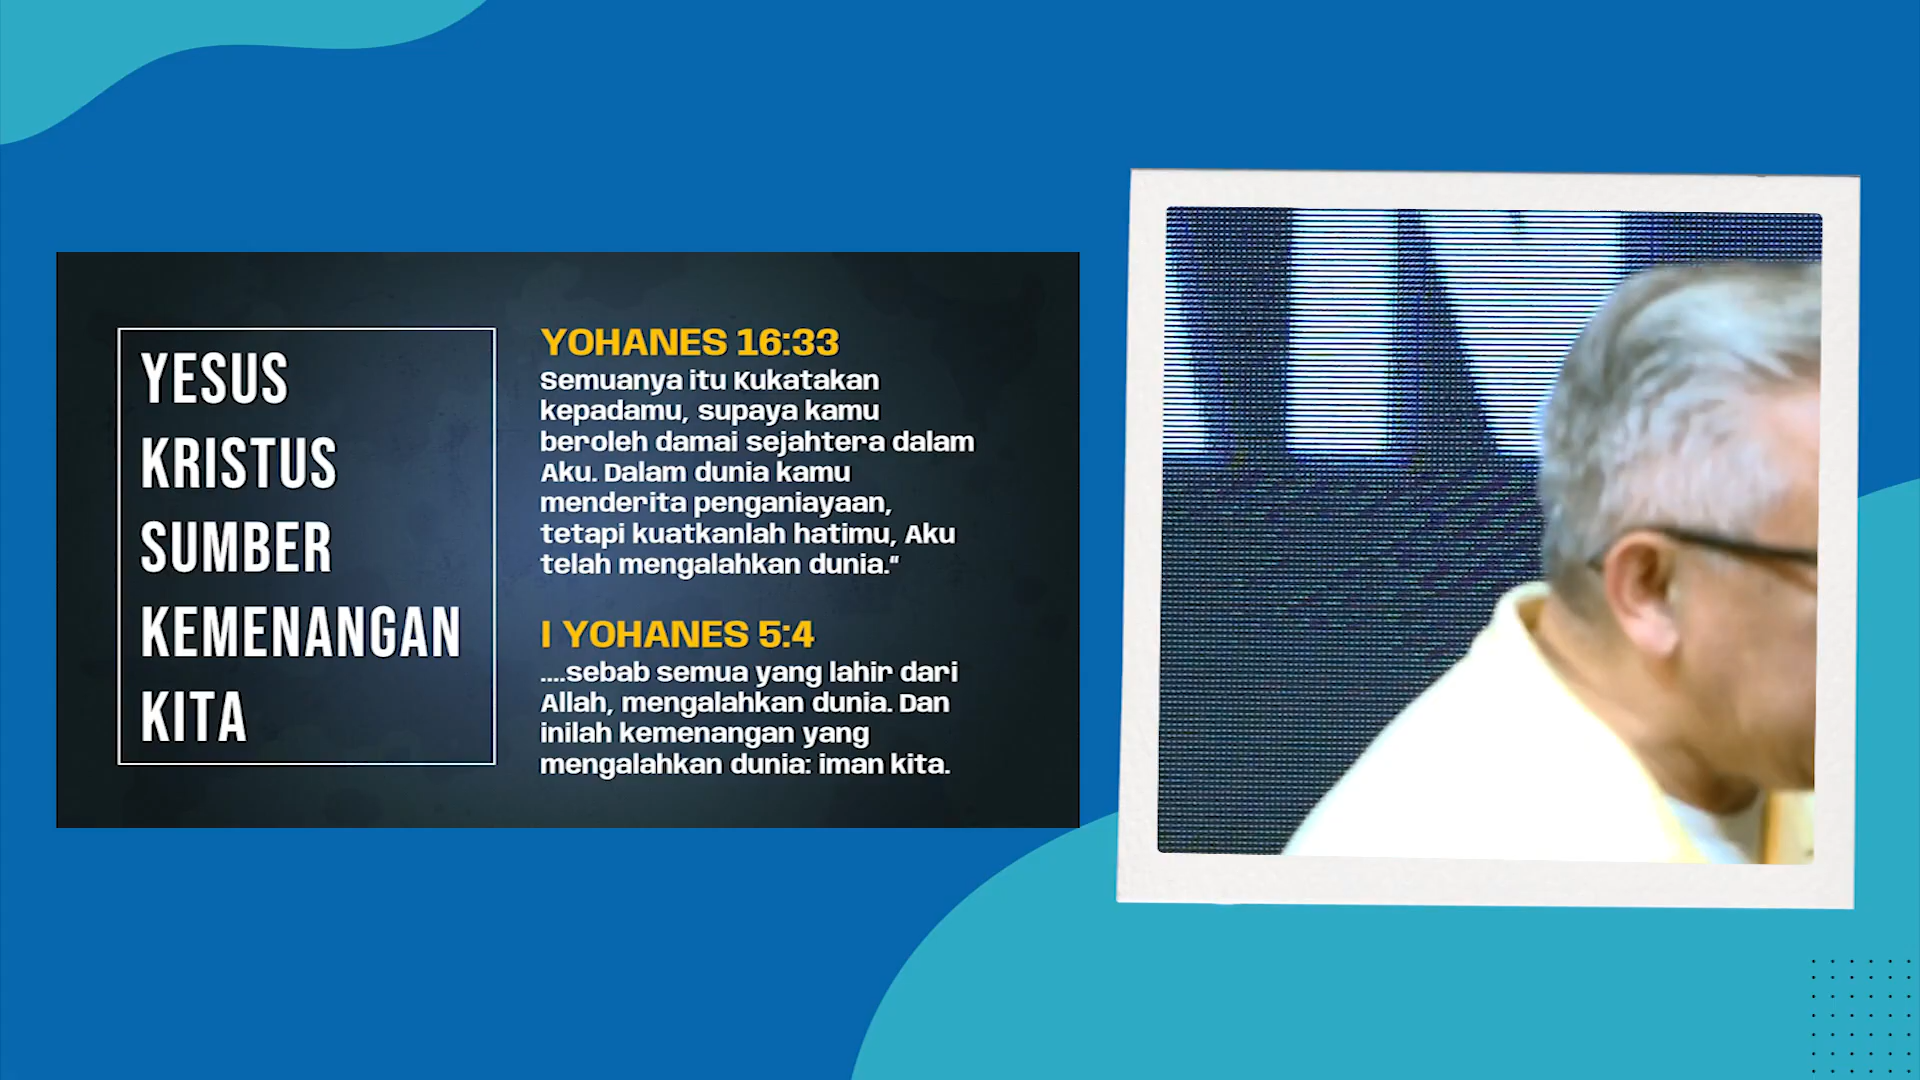 YESUS
KRISTUS
SUMBER
KEMENANGAN
KITA
YOHANES 16:33
Semuanya itu Kukatakan
kepadamu, supaya kamu
beroleh damai sejahtera dalam
Aku. Dalam dunia kamu
menderita penganiayaan,
tetapi kuatkanlah hatimu, Aku
telah mengalahkan dunia."
I YOHANES 5:4
....sebab semua yang lahir dari
Allah, mengalahkan dunia. Dan
inilah kemenangan yang
mengalahkan dunia: iman kita.